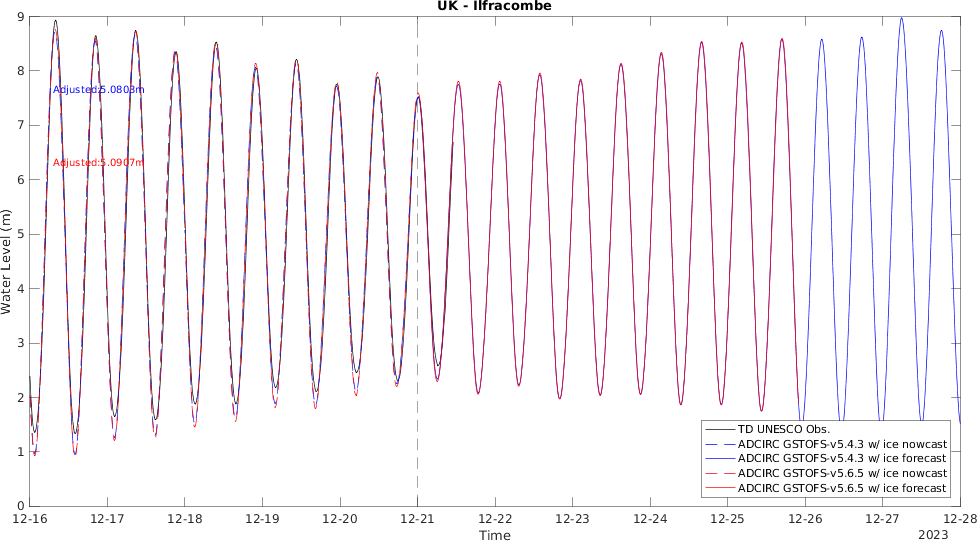 UK - Ilfracombe
9
8
7
6
5
4
3
2
1
0
Water Level (m)
Adjusted:5.0803m
Adjusted:5.0907m
TD UNESCO Obs.
ADCIRC GSTOFS-v5.4.3 w/ ice nowcast
ADCIRC GSTOFS-v5.4.3 w/ ice forecast
ADCIRC GSTOFS-v5.6.5 w/ ice nowcast
ADCIRC GSTOFS-v5.6.5 w/ ice forecast
12-16 12-17 12-18 12-19 12-20 12-21 12-22 12-23 12-24 12-25 12-26 12-27 12-28
Time
2023